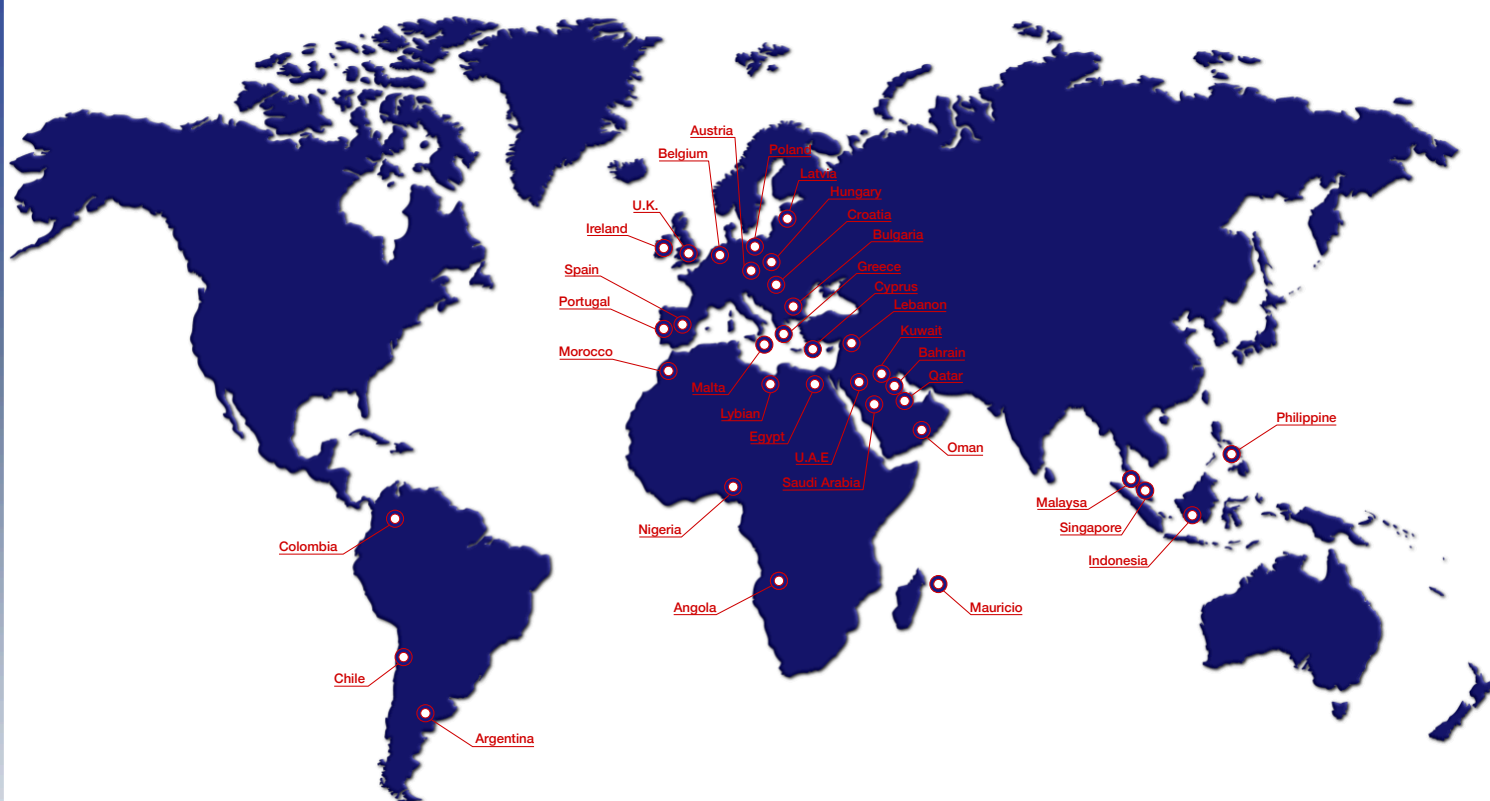 Austria
Poland
Belgium
Latvia
Hungary
U.K.
Croatia
Ireland
Bulgaria
Greece
Spain
Cyprus
Portugal
Lebanon
Kuwait
Morocco
Bahrain
Qatar
Malta
Lybian
Philippine
Egypt
Oman
U.A.E
Saudi Arabia
Malaysa
Nigeria
Singapore
Colombia
Indonesia
Angola
Mauricio
Chile
Argentina